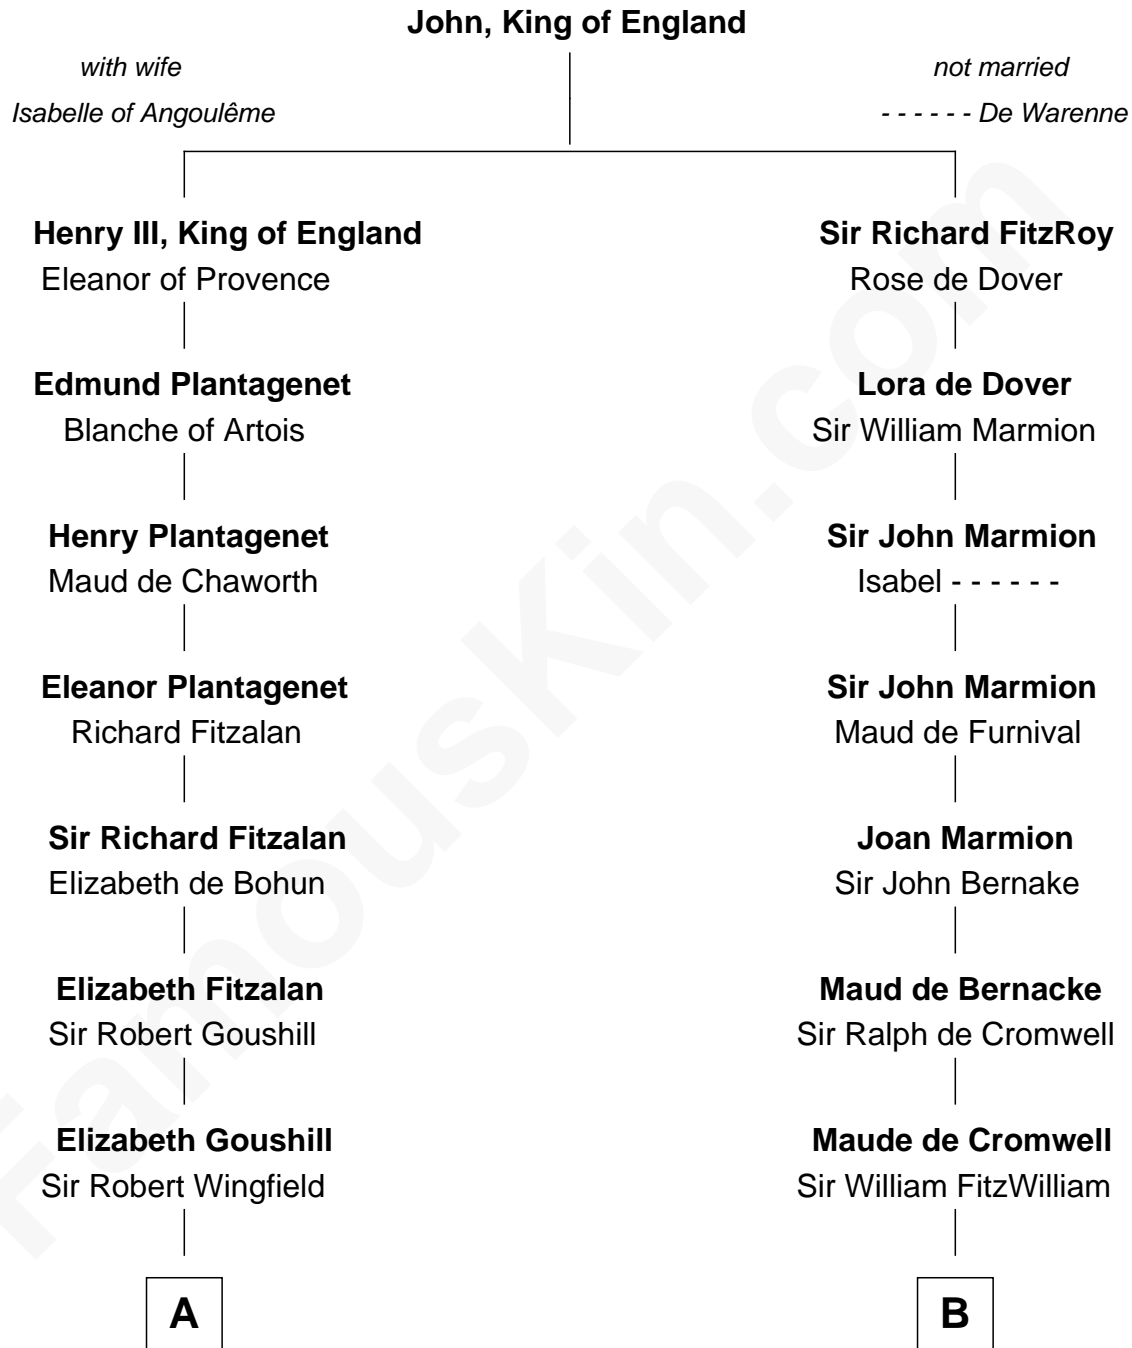 John, King of England
with wife
Isabelle of Angoulême
not married
- - - - - - De Warenne
Henry III, King of England
Eleanor of Provence
Sir Richard FitzRoy
Rose de Dover
Edmund Plantagenet
Blanche of Artois
Lora de Dover
Sir William Marmion
Henry Plantagenet
Maud de Chaworth
Sir John Marmion
Isabel - - - - - -
Eleanor Plantagenet
Richard Fitzalan
Sir John Marmion
Maud de Furnival
Sir Richard Fitzalan
Elizabeth de Bohun
Joan Marmion
Sir John Bernake
Elizabeth Fitzalan
Sir Robert Goushill
Maud de Bernacke
Sir Ralph de Cromwell
Elizabeth Goushill
Sir Robert Wingfield
Maude de Cromwell
Sir William FitzWilliam
A
B
FamousKin.com